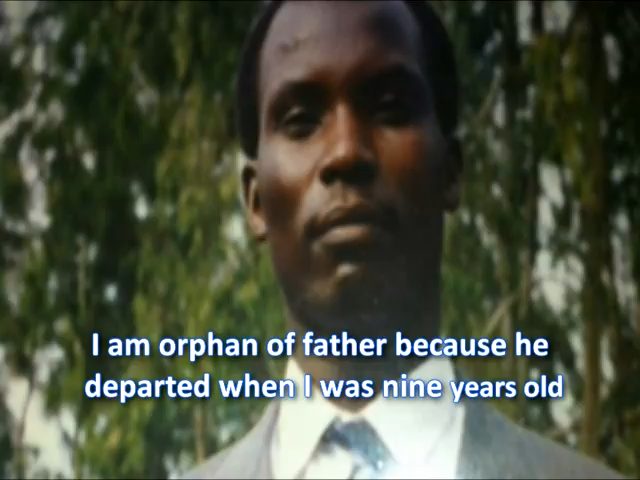 I am orphan of father because he
departed when I was nine years old